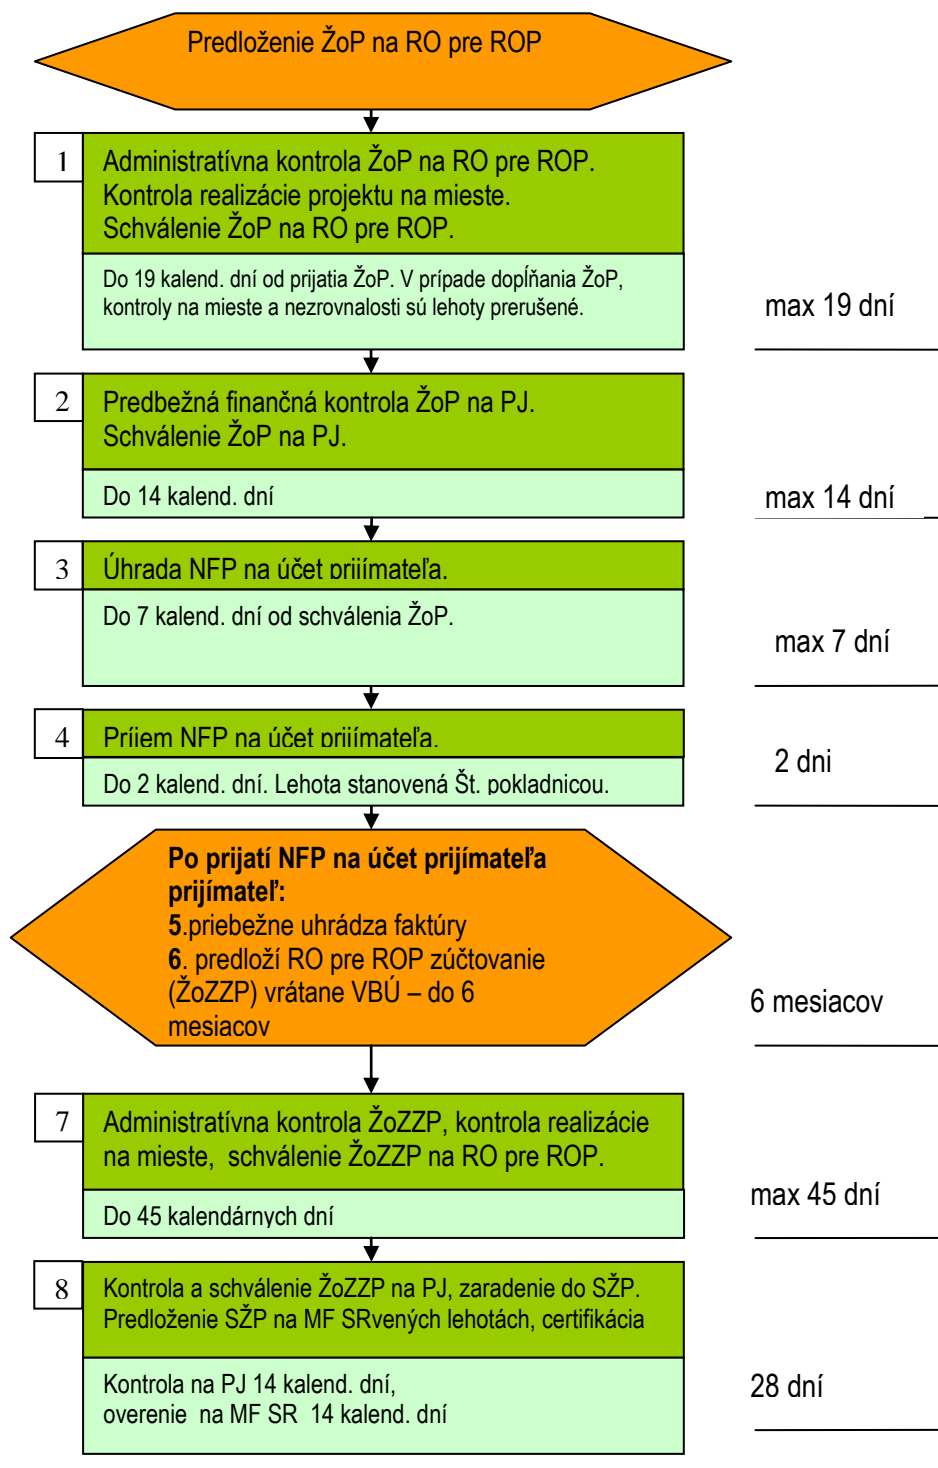 Predloženie ŽoP na RO pre ROP
1
Administratívna kontrola ŽoP na RO pre ROP.
Kontrola realizácie projektu na mieste.
Schválenie ŽoP na RO pre ROP.
Do 19 kalend. dní od prijatia ŽoP. V prípade dopĺňania ŽoP,
kontroly na mieste a nezrovnalosti sú lehoty prerušené.
max 19 dní
2
Predbežná finančná kontrola ŽoP na PJ.
Schválenie ŽoP na PJ.
Do 14 kalend. dní
max 14 dní
3
Úhrada NFP na účet prijímateľa.
Do 7 kalend. dní od schválenia ŽoP.
max 7 dní
4
Príjem NFP na účet prijímateľa.
Do 2 kalend. dní. Lehota stanovená Št. pokladnicou.
2 dni
Po prijatí NFP na účet prijímateľa
prijímateľ:
5.priebežne uhrádza faktúry
6. predloží RO pre ROP zúčtovanie
(ŽoZZP) vrátane VBÚ – do 6
mesiacov
6 mesiacov
7
Administratívna kontrola ŽoZZP, kontrola realizácie
na mieste, schválenie ŽoZZP na RO pre ROP.
Do 45 kalendárnych dní
max 45 dní
8
Kontrola a schválenie ŽoZZP na PJ, zaradenie do SŽP.
Predloženie SŽP na MF SRvených lehotách, certifikácia
Kontrola na PJ 14 kalend. dní,
overenie na MF SR 14 kalend. dní
28 dní